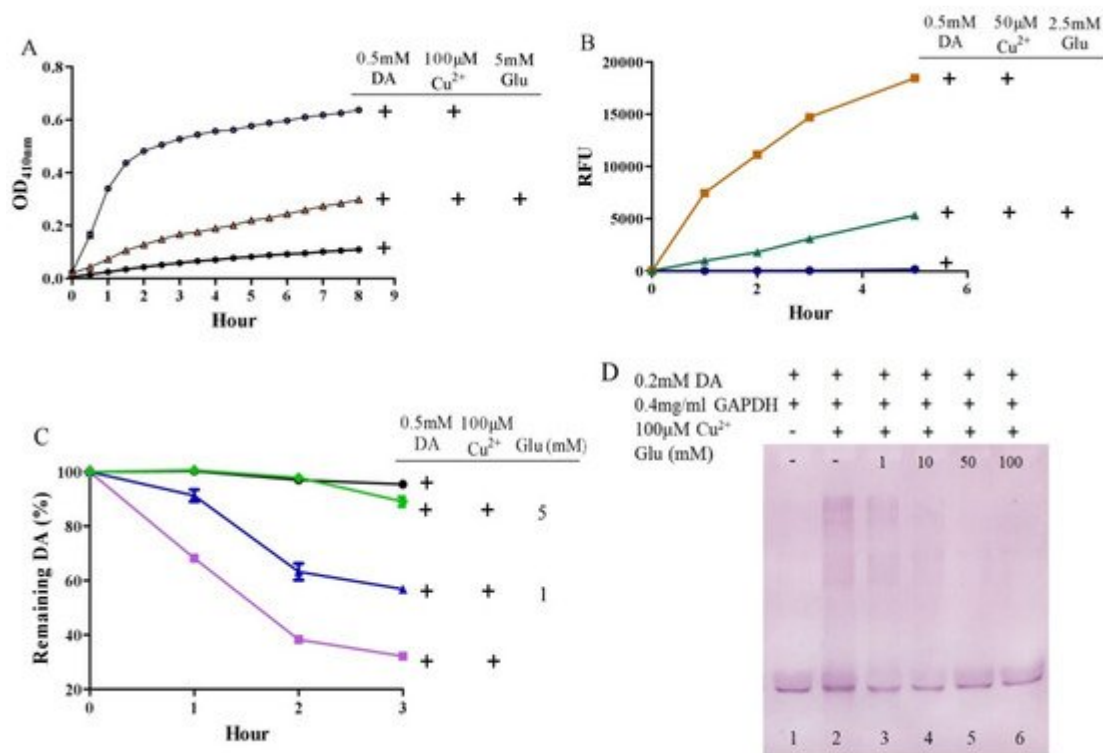 A
0.5mM 100μM 5mM
DA Cu²⁺ Glu
0.6
0.4
0.2
0.0
OD410nm
+ +
+ + +
+
0 1 2 3 4 5 6 7 8 9
Hour
B
0.5mM 50μM 2.5mM
DA Cu²⁺ Glu
20000
15000
10000
5000
0
RFU
+ +
+ + +
+
0 2 4 6
Hour
C
0.5mM 100μM
DA Cu²⁺ Glu (mM)
100
80
60
40
20
Remaining DA (%)
+
+ + 5
+ + 1
+ +
0 1 2 3
Hour
D
0.2mM DA + + + + + +
0.4mg/ml GAPDH + + + + + +
100μM Cu²⁺ - + + + + +
Glu (mM) - - 1 10 50 100
1 2 3 4 5 6